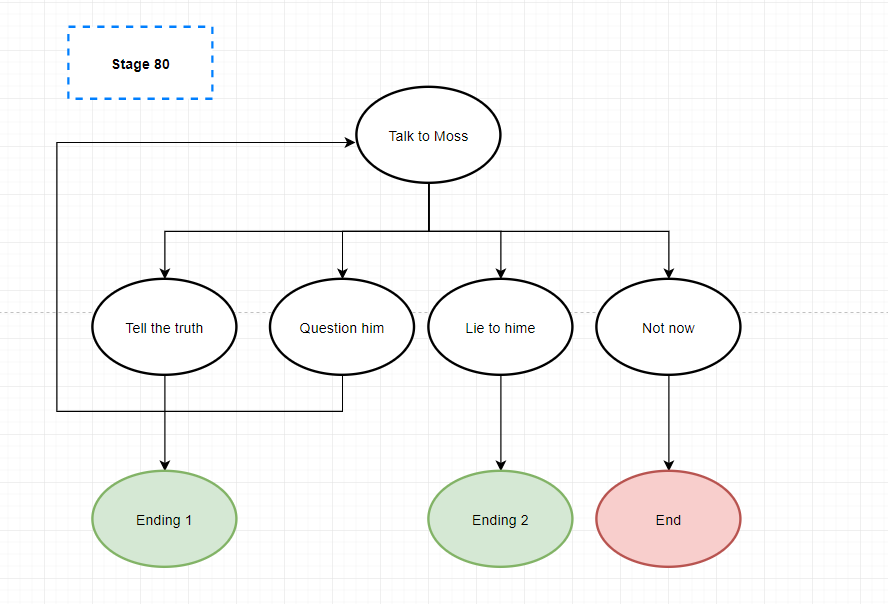 Stage 80
Talk to Moss
Tell the truth
Question him
Lie to hime
Not now
Ending 1
Ending 2
End